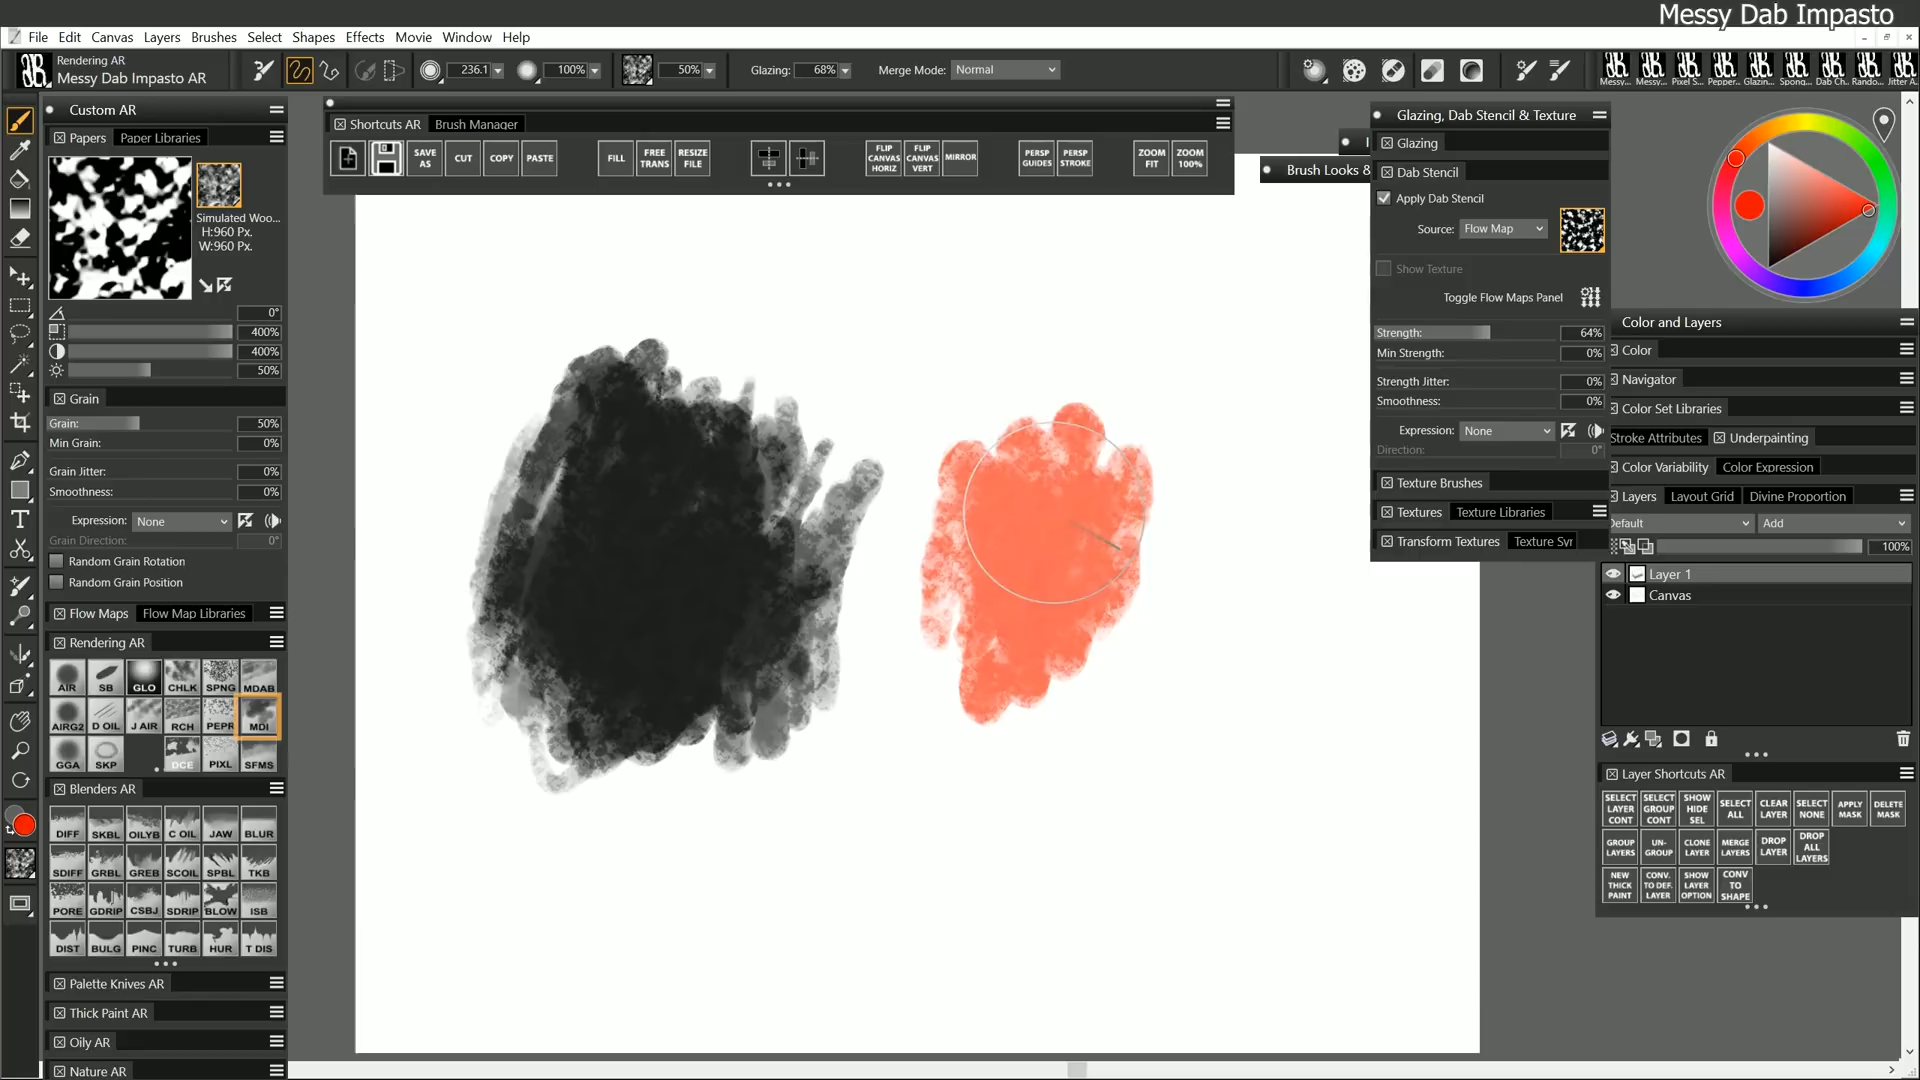 Messy Dab Impasto
File Edit Canvas Layers Brushes Select Shapes Effects Movie Window Help
Rendering AR
Messy Dab Impasto AR
236.1 100% 50% Glazing: 68% Merge Mode: Normal
Messy... Messy... Pixel S... Pepper... Glazin... Spong... Dab Ch... Rando... Jitter A...
Custom AR
Papers Paper Libraries
Simulated Woo...
H:960 Px.
W:960 Px.
0°
400%
400%
50%
Grain
Grain: 50%
Min Grain: 0%
Grain Jitter: 0%
Smoothness: 0%
Expression: None
Grain Direction: 0°
Random Grain Rotation
Random Grain Position
Flow Maps Flow Map Libraries
Rendering AR
AIR SB GLO CHLK SPNG MDAB
AIRG2 D OIL J AIR RCH PEPR MDI
GGA SKP DCE PIXL SFMS
Blenders AR
DIFF SKBL OILYB C OIL JAW BLUR
SDIFF GRBL GREB SCOIL SPBL TKB
PORE GDRIP CSBJ SDRIP BLOW ISB
DIST BULG PINC TURB HUR T DIS
Palette Knives AR
Thick Paint AR
Oily AR
Nature AR
Shortcuts AR Brush Manager
SAVE AS CUT COPY PASTE FILL FREE TRANS RESIZE FILE FLIP CANVAS HORIZ FLIP CANVAS VERT MIRROR PERSP GUIDES PERSP STROKE ZOOM FIT ZOOM 100%
Brush Looks &
Glazing, Dab Stencil & Texture
Glazing
Dab Stencil
Apply Dab Stencil
Source: Flow Map
Show Texture
Toggle Flow Maps Panel
Strength: 64%
Min Strength: 0%
Strength Jitter: 0%
Smoothness: 0%
Expression: None
Direction: 0°
Texture Brushes
Textures Texture Libraries
Transform Textures Texture Syr
Color and Layers
Color
Navigator
Color Set Libraries
Stroke Attributes Underpainting
Color Variability Color Expression
Layers Layout Grid Divine Proportion
Default Add
100%
Layer 1
Canvas
Layer Shortcuts AR
SELECT LAYER CONT SELECT GROUP CONT SHOW HIDE SEL SELECT ALL CLEAR LAYER SELECT NONE APPLY MASK DELETE MASK
GROUP LAYERS UN-GROUP CLONE LAYER MERGE LAYERS DROP LAYER DROP ALL LAYERS
NEW THICK PAINT CONV. TO DEF. LAYER SHOW LAYER OPTION CONV TO SHAPE